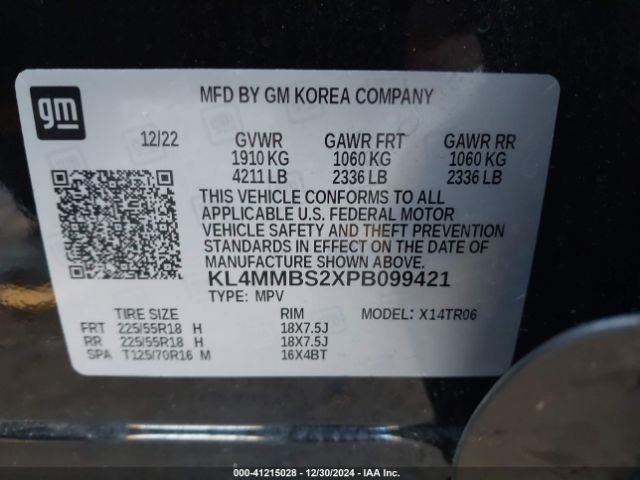 gm
MFD BY GM KOREA COMPANY
12/22 GVWR GAWR FRT GAWR RR
1910 KG 1060 KG 1060 KG
4211 LB 2336 LB 2336 LB
THIS VEHICLE CONFORMS TO ALL
APPLICABLE U.S. FEDERAL MOTOR
VEHICLE SAFETY AND THEFT PREVENTION
STANDARDS IN EFFECT ON THE DATE OF
MANUFACTURE SHOWN ABOVE.
KL4MMBS2XPB099421
TYPE: MPV
TIRE SIZE RIM MODEL: X14TR06
FRT 225/55R18 H 18X7.5J
RR 225/55R18 H 18X7.5J
SPA T125/70R16 M 16X4BT
000-41215028 - 12/30/2024 - IAA Inc.